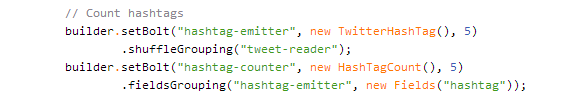 // Count hashtags
builder.setBolt("hashtag-emitter", new TwitterHashTag(), 5)
.shuffleGrouping("tweet-reader");
builder.setBolt("hashtag-counter", new HashTagCount(), 5)
.fieldsGrouping("hashtag-emitter", new Fields("hashtag"));